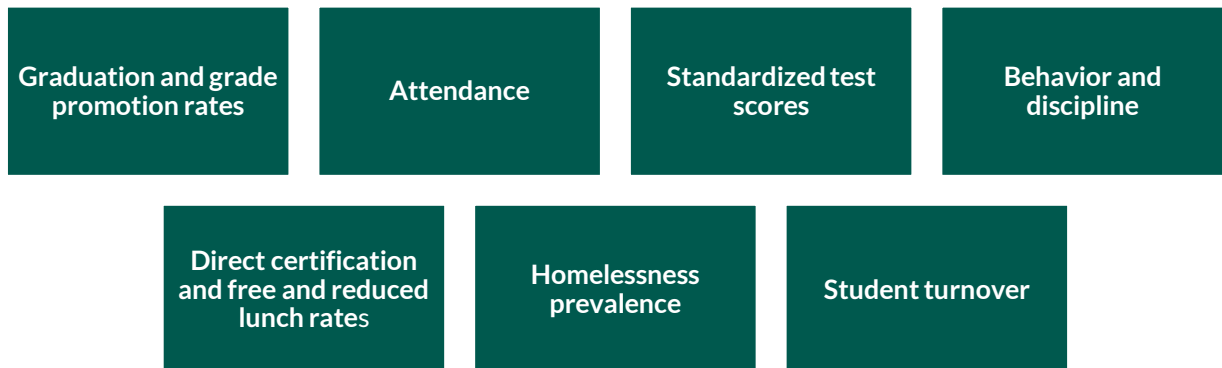 Graduation and grade
promotion rates
Attendance
Standardized test
scores
Behavior and
discipline
Direct certification
and free and reduced
lunch rates
Homelessness
prevalence
Student turnover